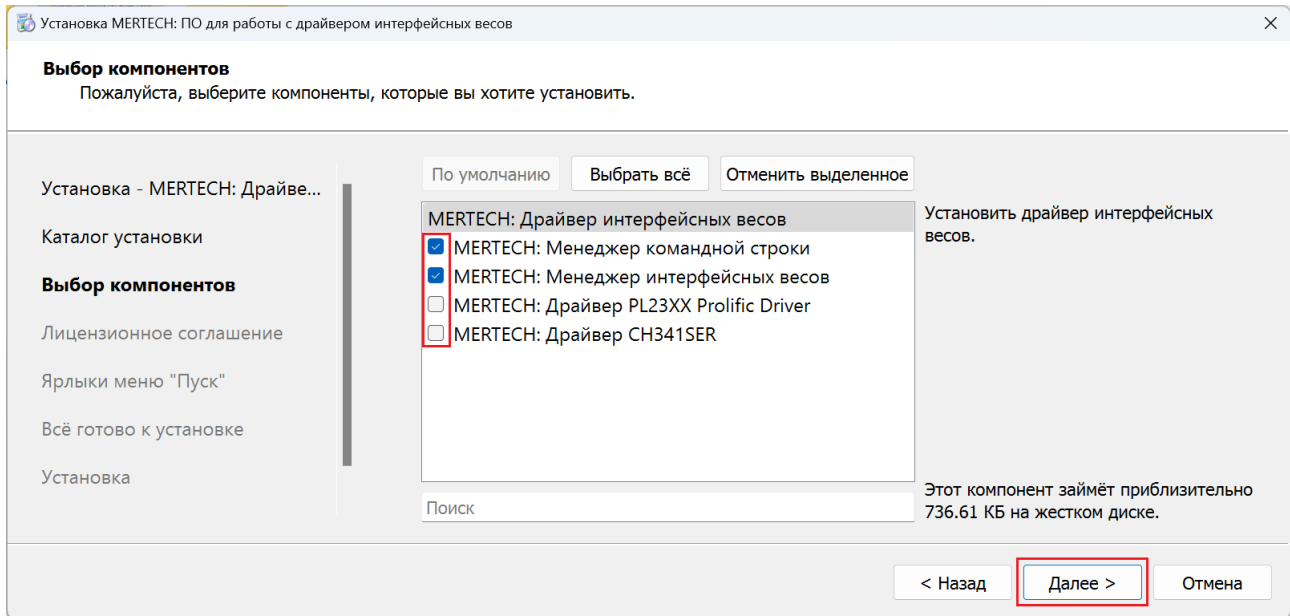 Установка MERTECH: ПО для работы с драйвером интерфейсных весов
Выбор компонентов
Пожалуйста, выберите компоненты, которые вы хотите установить.
Установка - MERTECH: Драйве...
Каталог установки
Выбор компонентов
Лицензионное соглашение
Ярлыки меню "Пуск"
Всё готово к установке
Установка
По умолчанию
Выбрать всё
Отменить выделенное
MERTECH: Драйвер интерфейсных весов
MERTECH: Менеджер командной строки
MERTECH: Менеджер интерфейсных весов
MERTECH: Драйвер PL23XX Prolific Driver
MERTECH: Драйвер CH341SER
Поиск
Установить драйвер интерфейсных
весов.
Этот компонент займёт приблизительно
736.61 КБ на жестком диске.
< Назад
Далее >
Отмена